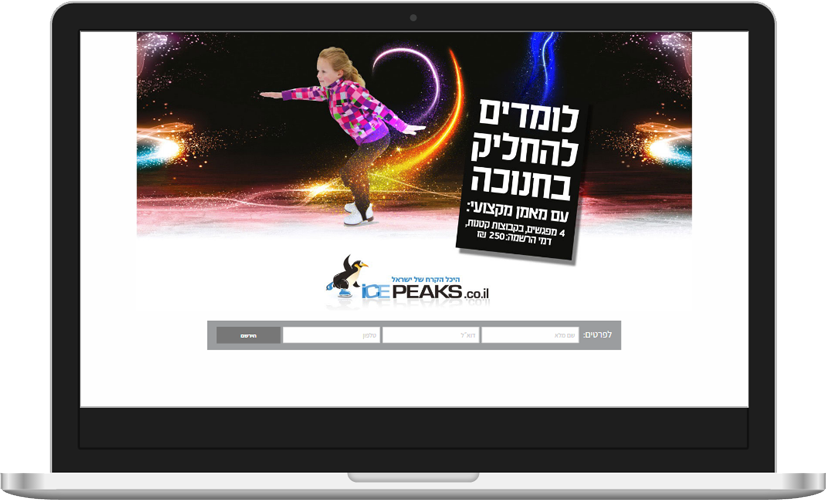 לומדים
להחליק
בחנוכה
עם מאמן מקצועי:
4 מפגשים, בקבוצות קטנות,
דמי הרשמה: 250 ₪
היכל הקרח של ישראל
iCE PEAKS.co.il
לפרטים: שם מלא דוא"ל טלפון הירשם